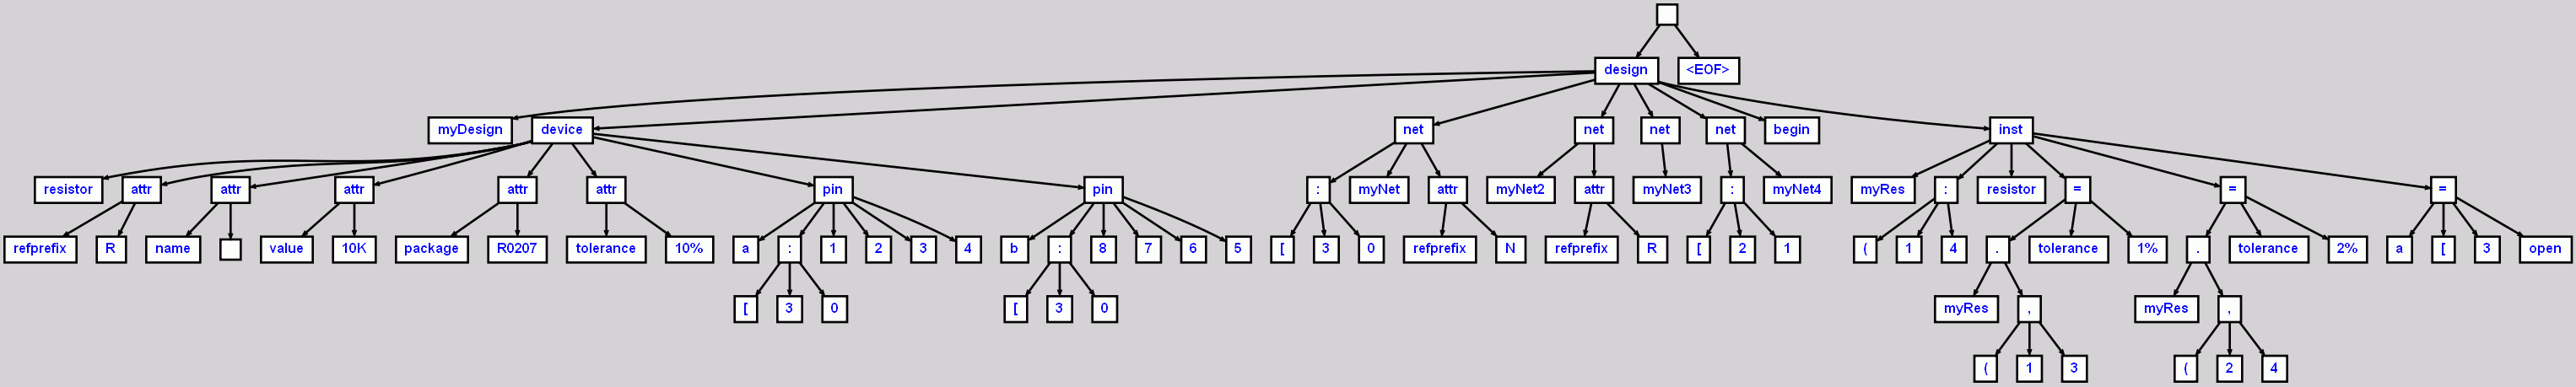 design <EOF>
myDesign device net net net net begin inst
resistor attr attr attr attr attr pin pin : myNet attr myNet2 attr myNet3 : myNet4 myRes : resistor = = =
refprefix R name value 10K package R0207 tolerance 10% a : 1 2 3 4 b : 8 7 6 5 [ 3 0 refprefix N refprefix R [ 2 1 ( 1 4 . tolerance 1% . tolerance 2% a [ 3 open
[ 3 0 [ 3 0 myRes , myRes ,
( 1 3 ( 2 4